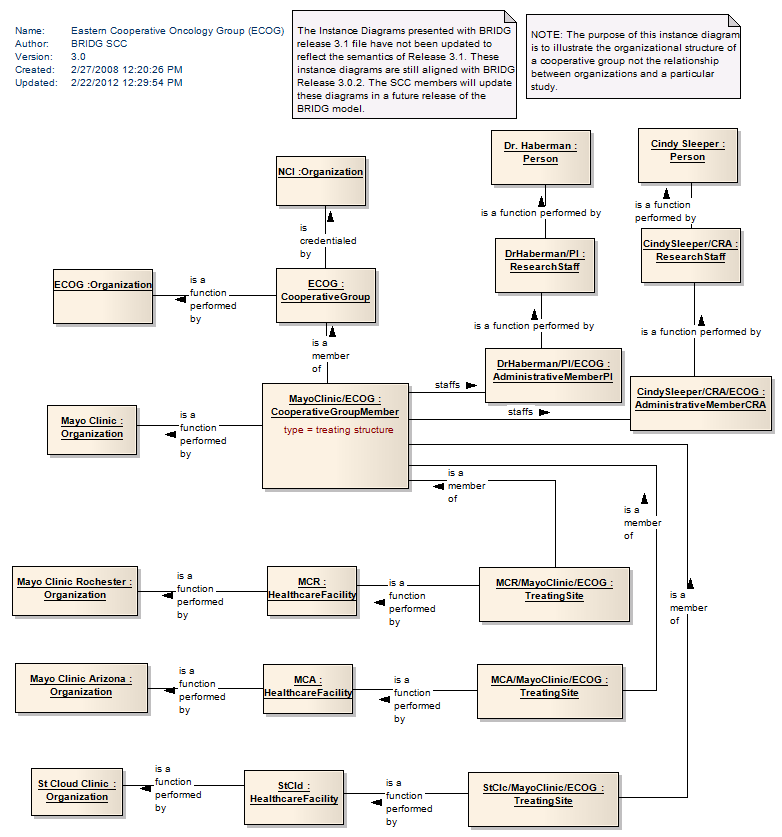 Name: Eastern Cooperative Oncology Group (ECOG)
Author: BRIDG SCC
Version: 3.0
Created: 2/27/2008 12:20:26 PM
Updated: 2/22/2012 12:29:54 PM
The Instance Diagrams presented with BRIDG
release 3.1 file have not been updated to
reflect the semantics of Release 3.1. These
instance diagrams are still aligned with BRIDG
Release 3.0.2. The SCC members will update
these diagrams in a future release of the
BRIDG model.
NOTE: The purpose of this instance diagram
is to illustrate the organizational structure of
a cooperative group not the relationship
between organizations and a particular
study.
Dr. Haberman :
Person
Cindy Sleeper :
Person
NCI :Organization
is a function performed by
is a function
performed by
is
credentialed
by
DrHaberman/PI :
ResearchStaff
CindySleeper/CRA :
ResearchStaff
ECOG :Organization
is a
function
performed
by
ECOG :
CooperativeGroup
is a function performed by
is a function performed by
is a
member
of
DrHaberman/PI/ECOG :
AdministrativeMemberPI
CindySleeper/CRA/ECOG :
AdministrativeMemberCRA
staffs
staffs
Mayo Clinic :
Organization
is a
function
performed
by
MayoClinic/ECOG :
CooperativeGroupMember
type = treating structure
is a
member
of
is a
member
of
is a
member
of
Mayo Clinic Rochester :
Organization
is a
function
performed
by
MCR :
HealthcareFacility
is a
function
performed
by
MCR/MayoClinic/ECOG :
TreatingSite
Mayo Clinic Arizona :
Organization
is a
function
performed
by
MCA :
HealthcareFacility
is a
function
performed
by
MCA/MayoClinic/ECOG :
TreatingSite
St Cloud Clinic :
Organization
is a
function
performed
by
StCld :
HealthcareFacility
is a
function
performed
by
StClc/MayoClinic/ECOG :
TreatingSite